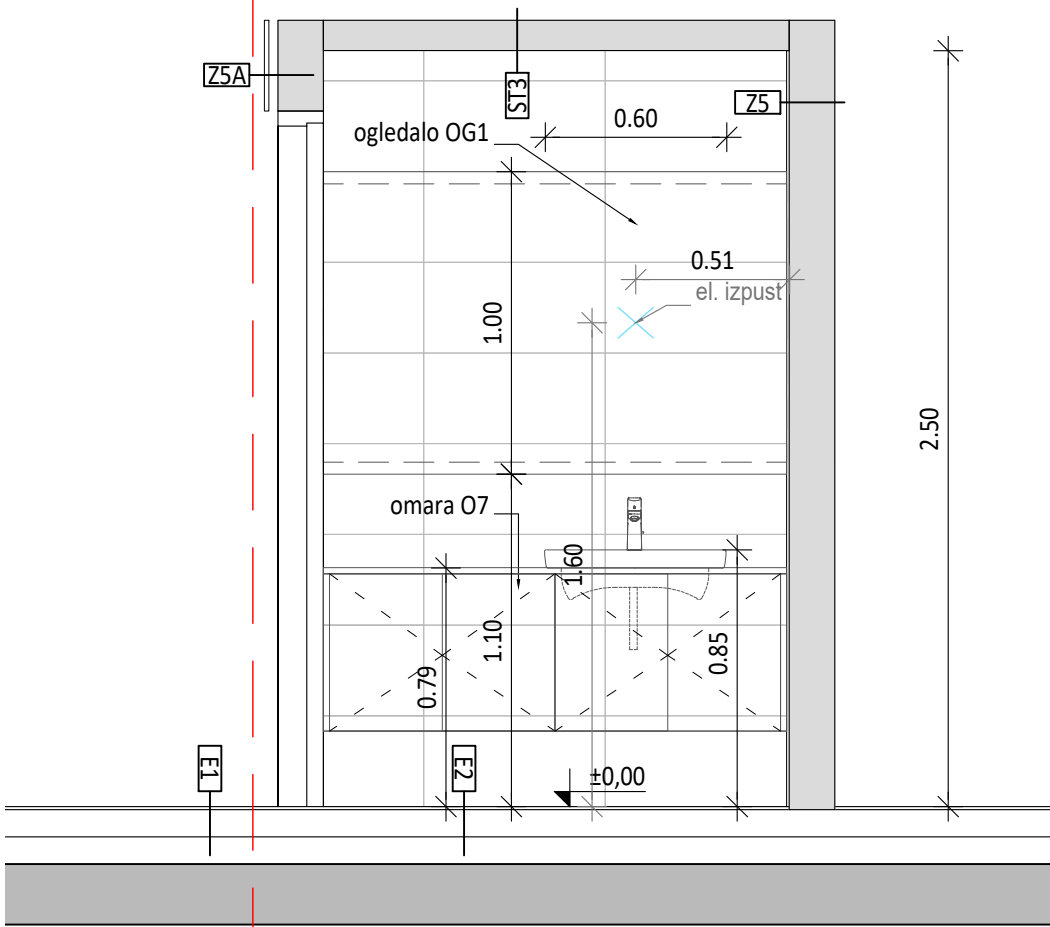 Z5A
ST3
Z5
0.60
ogledalo OG1
0.51
el. izpust
1.00
2.50
omara O7
1.60
1.10
0.85
0.79
E1
E2
±0,00